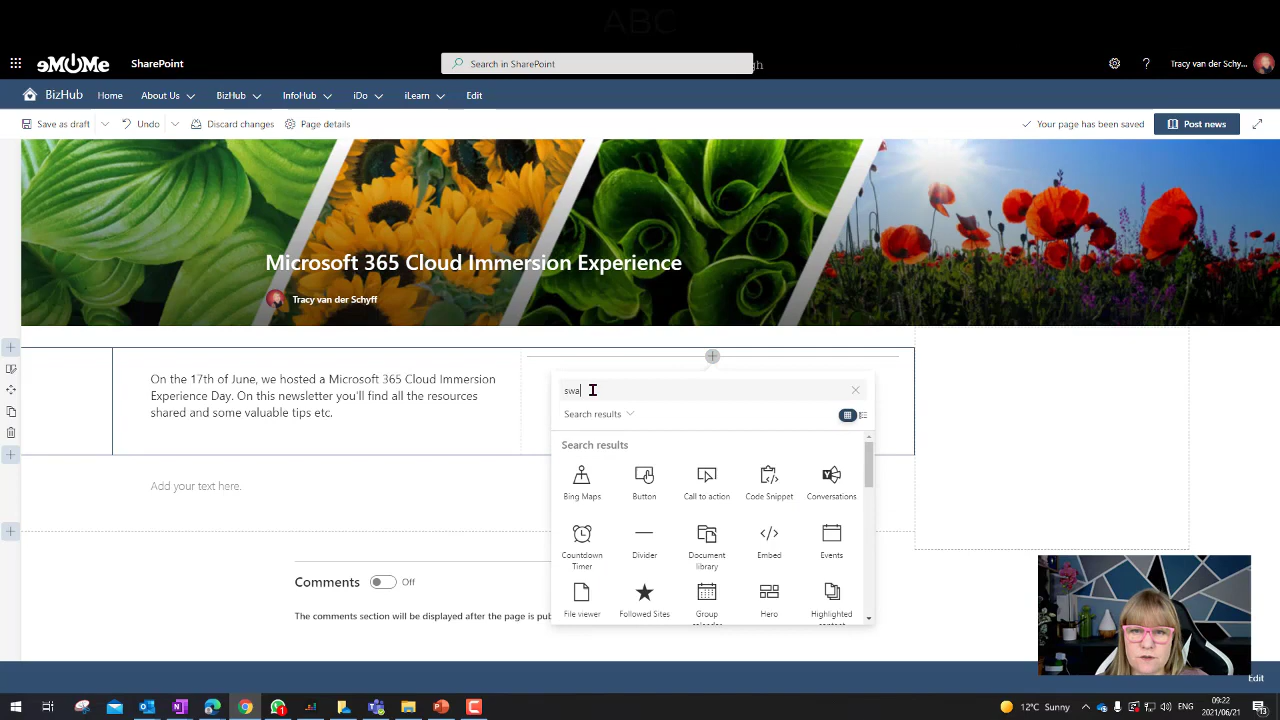 ABC
eMOMe SharePoint Search in SharePoint gh ? Tracy van der Schy...
BizHub Home About Us BizHub InfoHub iDo iLearn Edit
Save as draft Undo Discard changes Page details Your page has been saved Post news
Microsoft 365 Cloud Immersion Experience
Tracy van der Schyff
On the 17th of June, we hosted a Microsoft 365 Cloud Immersion
Experience Day. On this newsletter you'll find all the resources
shared and some valuable tips etc.
Add your text here.
swa
Search results
Search results
Bing Maps Button Call to action Code Snippet Conversations
Countdown Timer Divider Document library Embed Events
File viewer Followed Sites Group calendar Hero Highlighted content
Comments Off
The comments section will be displayed after the page is pub
Edit
12°C Sunny ENG 09:22
2021/06/21